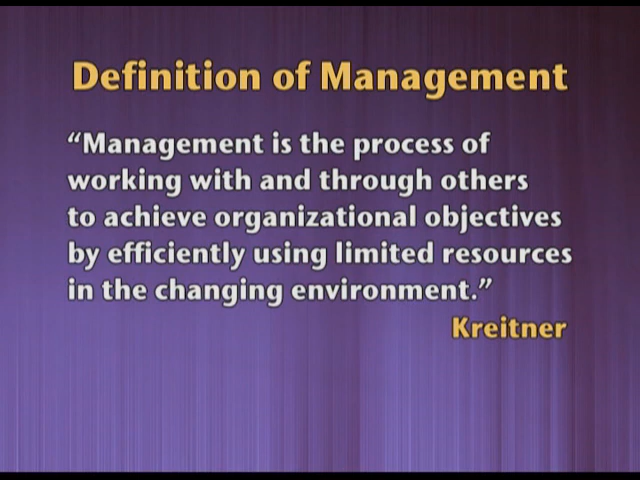 Definition of Management
“Management is the process of
working with and through others
to achieve organizational objectives
by efficiently using limited resources
in the changing environment.”
Kreitner